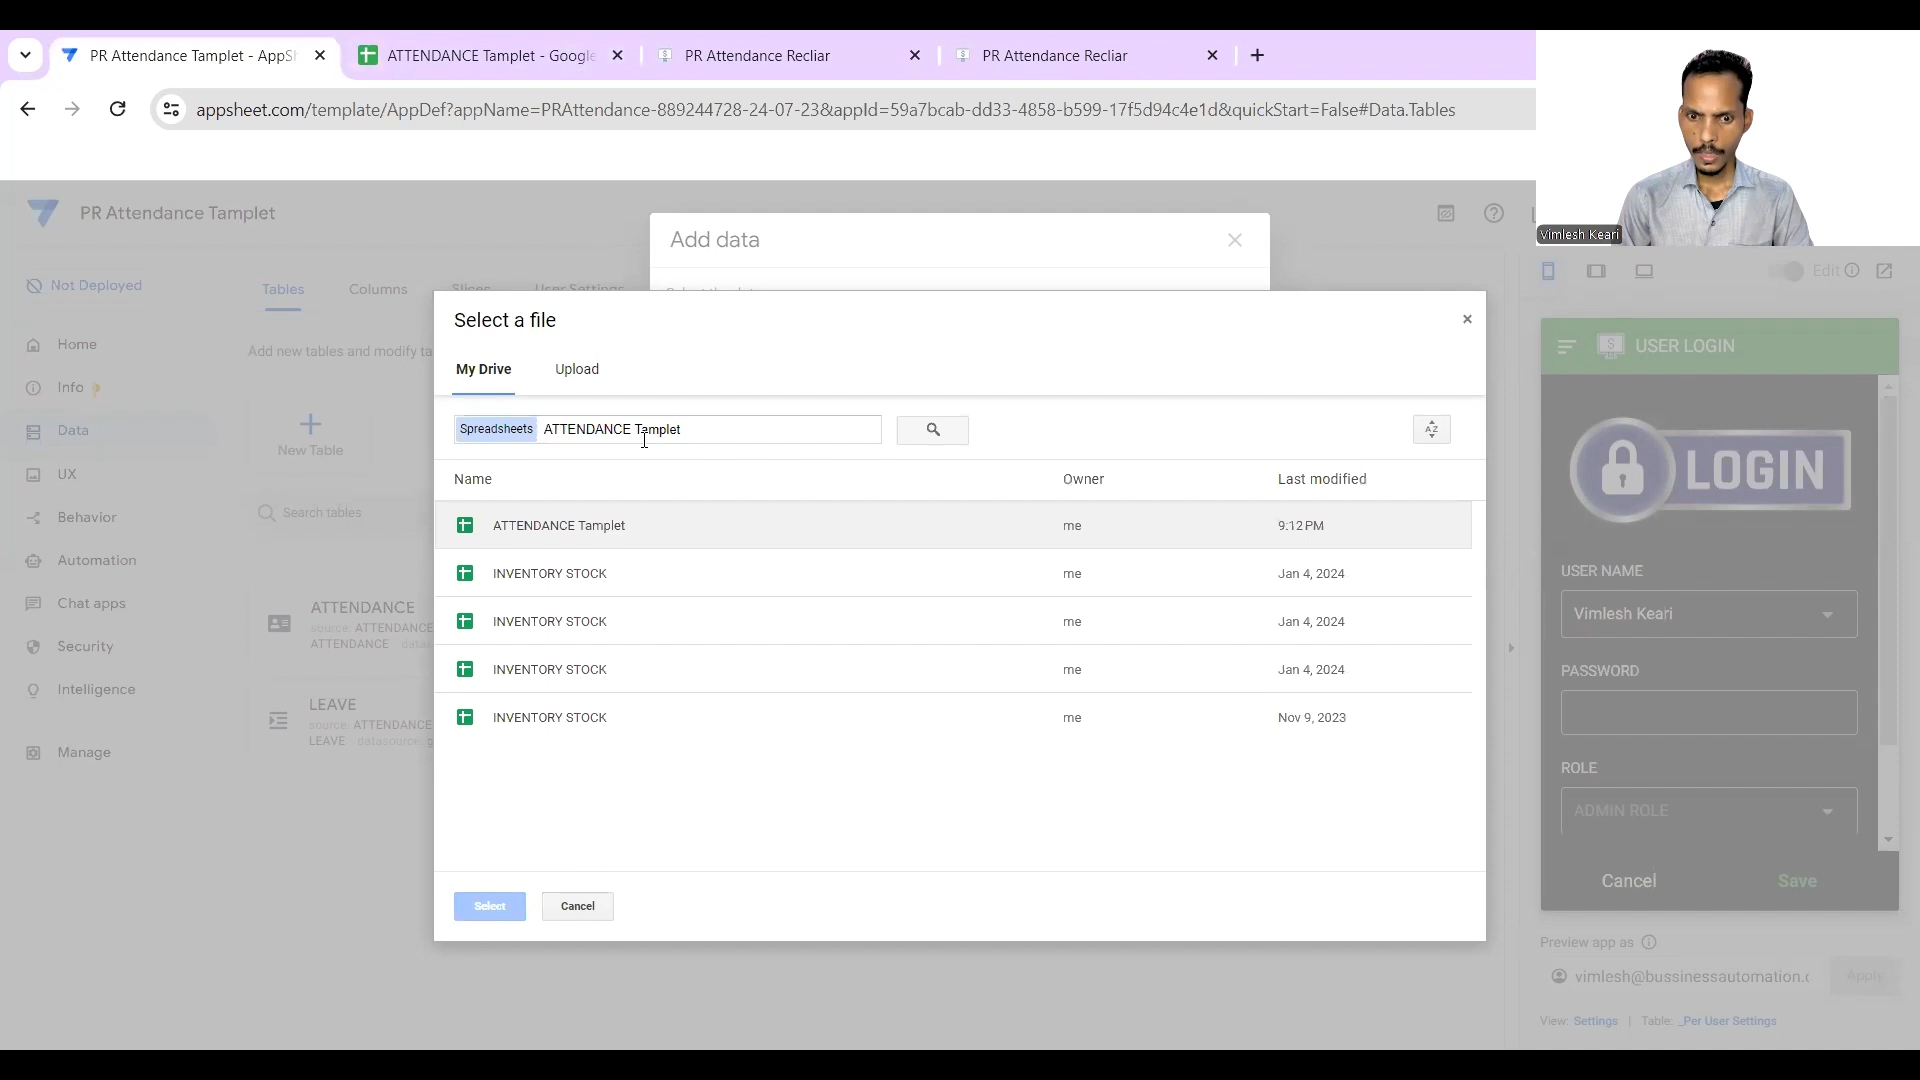 PR Attendance Tamplet - AppSh
ATTENDANCE Tamplet - Google
PR Attendance Recliar
PR Attendance Recliar
appsheet.com/template/AppDef?appName=PRAttendance-889244728-24-07-23&appId=59a7bcab-dd33-4858-b599-17f5d94c4e1d&quickStart=False#Data.Tables
Vimlesh Keari
PR Attendance Tamplet
Add data
Not Deployed
Tables
Columns
Slices
User Settings
Edit
Home
Info
Data
UX
Behavior
Automation
Chat apps
Security
Intelligence
Manage
Add new tables and modify ta
New Table
Search tables
ATTENDANCE
source: ATTENDANCE
ATTENDANCE data
LEAVE
source: ATTENDANCE
LEAVE datasource: g
Select a file
My Drive
Upload
Spreadsheets ATTENDANCE Tamplet
AZ
Name
Owner
Last modified
ATTENDANCE Tamplet
me
9:12 PM
INVENTORY STOCK
me
Jan 4, 2024
INVENTORY STOCK
me
Jan 4, 2024
INVENTORY STOCK
me
Jan 4, 2024
INVENTORY STOCK
me
Nov 9, 2023
Select
Cancel
USER LOGIN
LOGIN
USER NAME
Vimlesh Keari
PASSWORD
ROLE
ADMIN ROLE
Cancel
Save
Preview app as
vimlesh@bussinessautomation.c
Apply
View: Settings | Table: _Per User Settings